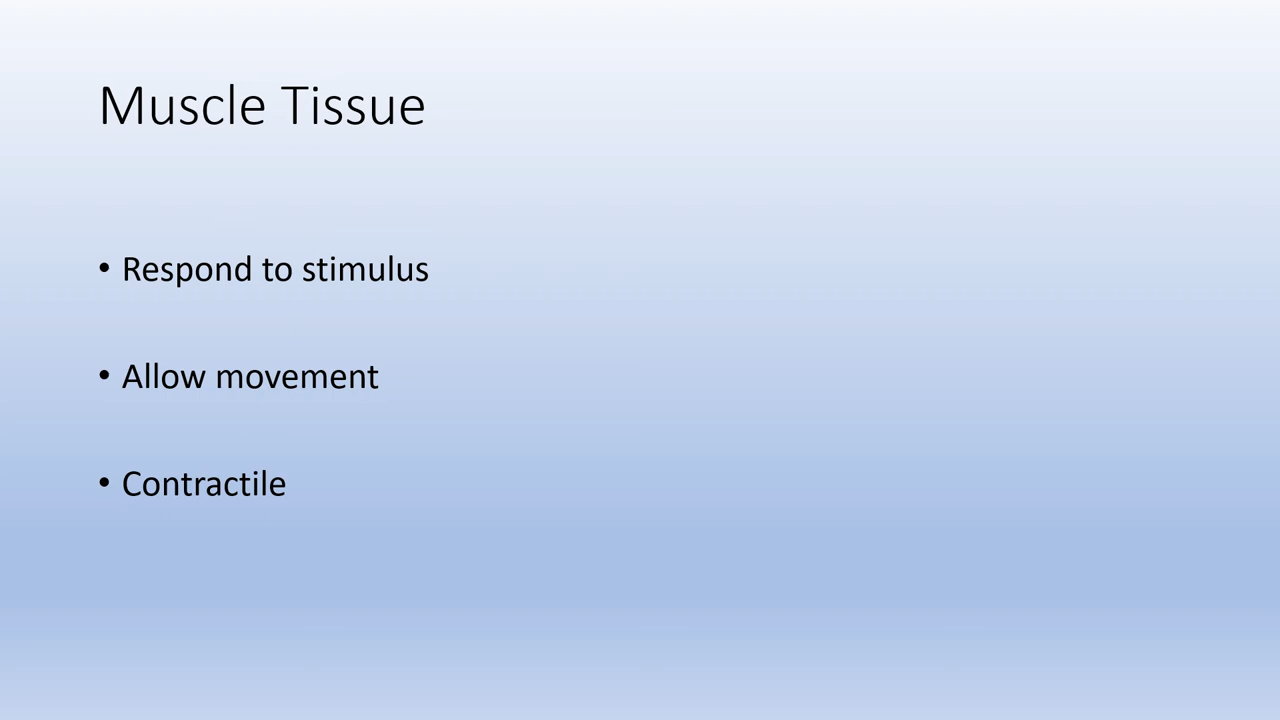 Muscle Tissue
• Respond to stimulus
• Allow movement
• Contractile